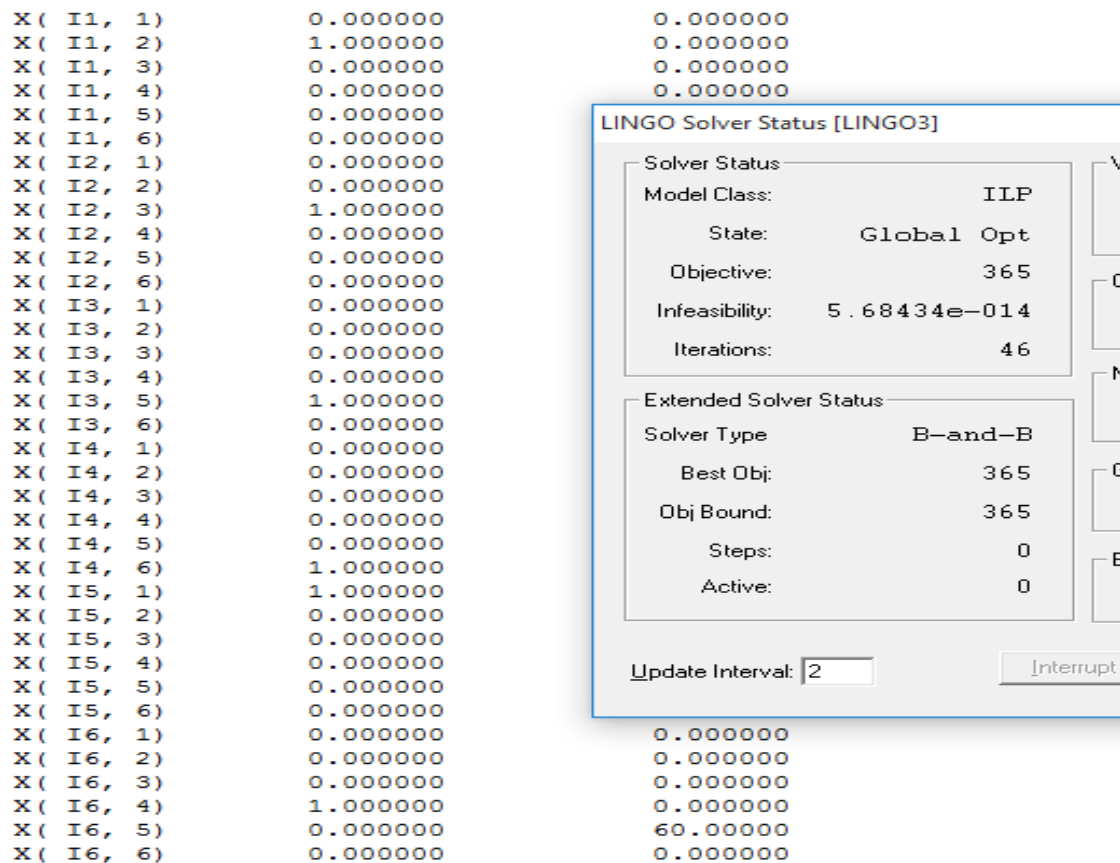 X( I1, 1) 0.000000 0.000000
X( I1, 2) 1.000000 0.000000
X( I1, 3) 0.000000 0.000000
X( I1, 4) 0.000000 0.000000
X( I1, 5) 0.000000
X( I1, 6) 0.000000
X( I2, 1) 0.000000
X( I2, 2) 0.000000
X( I2, 3) 1.000000
X( I2, 4) 0.000000
X( I2, 5) 0.000000
X( I2, 6) 0.000000
X( I3, 1) 0.000000
X( I3, 2) 0.000000
X( I3, 3) 0.000000
X( I3, 4) 0.000000
X( I3, 5) 1.000000
X( I3, 6) 0.000000
X( I4, 1) 0.000000
X( I4, 2) 0.000000
X( I4, 3) 0.000000
X( I4, 4) 0.000000
X( I4, 5) 0.000000
X( I4, 6) 1.000000
X( I5, 1) 1.000000
X( I5, 2) 0.000000
X( I5, 3) 0.000000
X( I5, 4) 0.000000
X( I5, 5) 0.000000
X( I5, 6) 0.000000
X( I6, 1) 0.000000 0.000000
X( I6, 2) 0.000000 0.000000
X( I6, 3) 0.000000 0.000000
X( I6, 4) 1.000000 0.000000
X( I6, 5) 0.000000 60.00000
X( I6, 6) 0.000000 0.000000
LINGO Solver Status [LINGO3]
Solver Status
Model Class: ILP
State: Global Opt
Objective: 365
Infeasibility: 5.68434e-014
Iterations: 46
Extended Solver Status
Solver Type B-and-B
Best Obj: 365
Obj Bound: 365
Steps: 0
Active: 0
Update Interval: 2
Interrupt